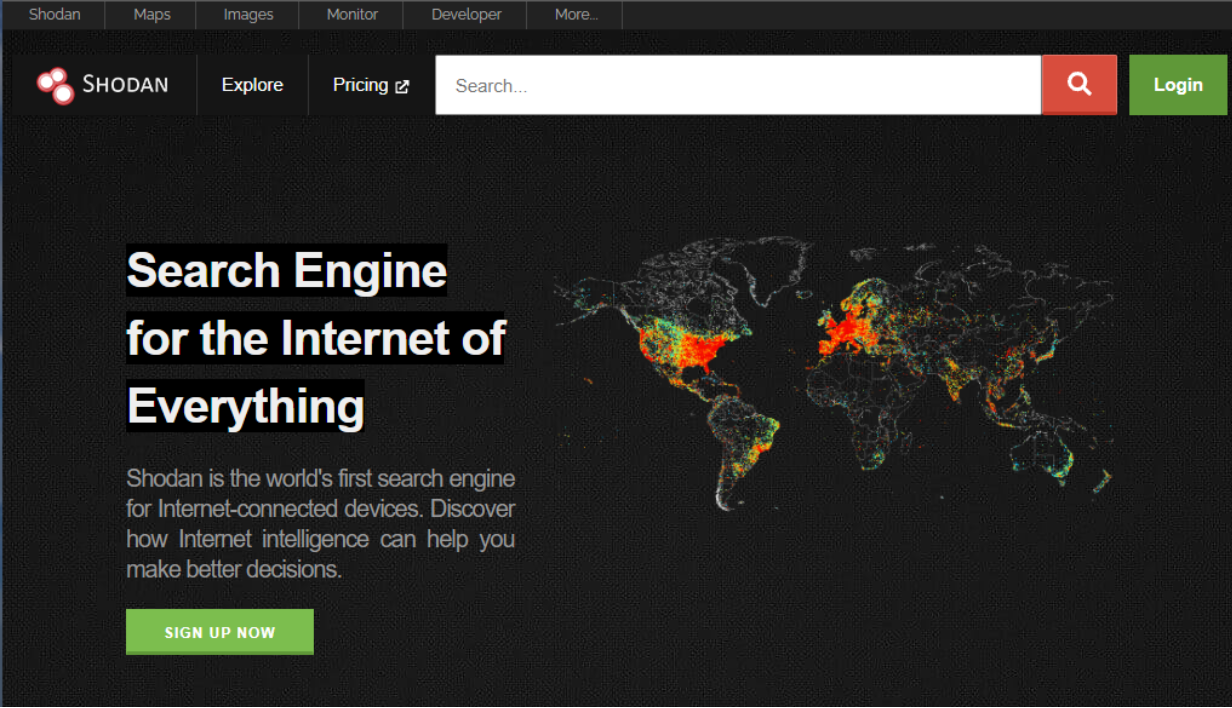 Shodan Maps Images Monitor Developer More...
SHODAN Explore Pricing Search... Login
Search Engine
for the Internet of
Everything
Shodan is the world's first search engine
for Internet-connected devices. Discover
how Internet intelligence can help you
make better decisions.
SIGN UP NOW